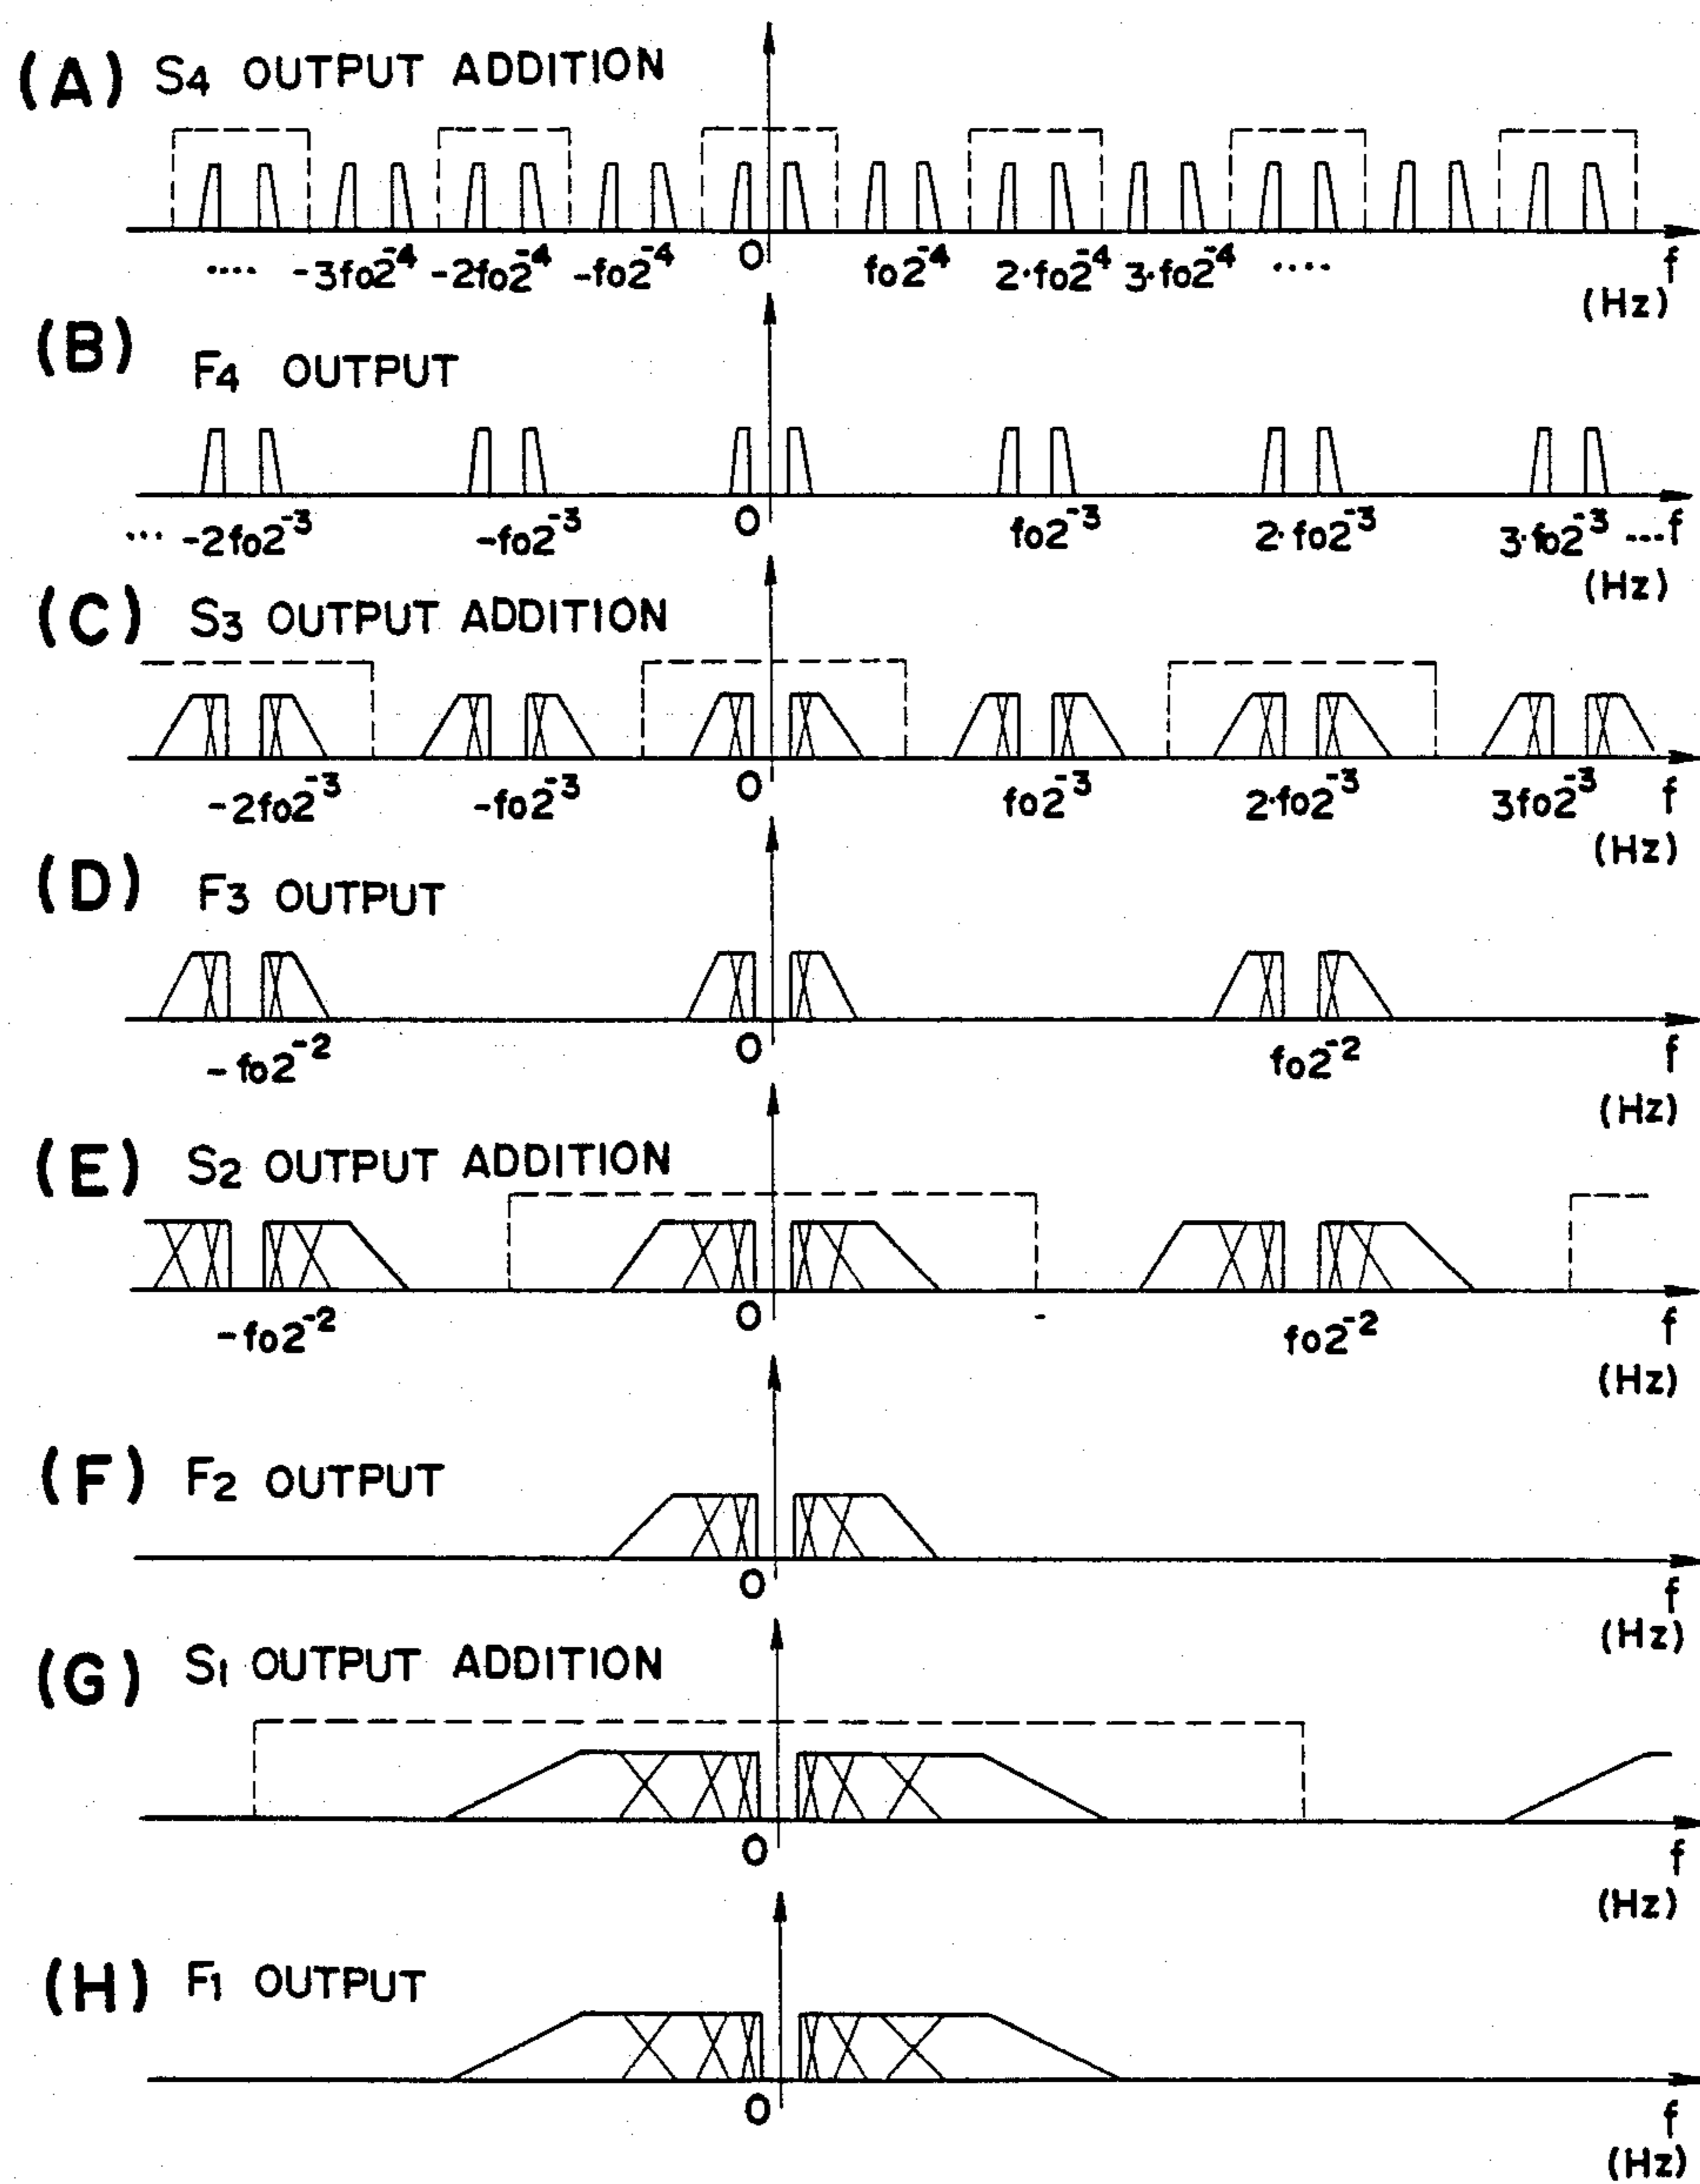 (A) S4 OUTPUT ADDITION
.... -3fo2⁻⁴ -2fo2⁻⁴ -fo2⁻⁴ 0 fo2⁻⁴ 2·fo2⁻⁴ 3·fo2⁻⁴ .... f
(Hz)
(B) F4 OUTPUT
... -2fo2⁻³ -fo2⁻³ 0 fo2⁻³ 2·fo2⁻³ 3·fo2⁻³ ... f
(Hz)
(C) S3 OUTPUT ADDITION
-2fo2⁻³ -fo2⁻³ 0 fo2⁻³ 2·fo2⁻³ 3fo2⁻³ f
(Hz)
(D) F3 OUTPUT
-fo2⁻² 0 fo2⁻² f
(Hz)
(E) S2 OUTPUT ADDITION
-fo2⁻² 0 fo2⁻² f
(Hz)
(F) F2 OUTPUT
0 f
(Hz)
(G) S1 OUTPUT ADDITION
0 f
(Hz)
(H) F1 OUTPUT
0 f
(Hz)